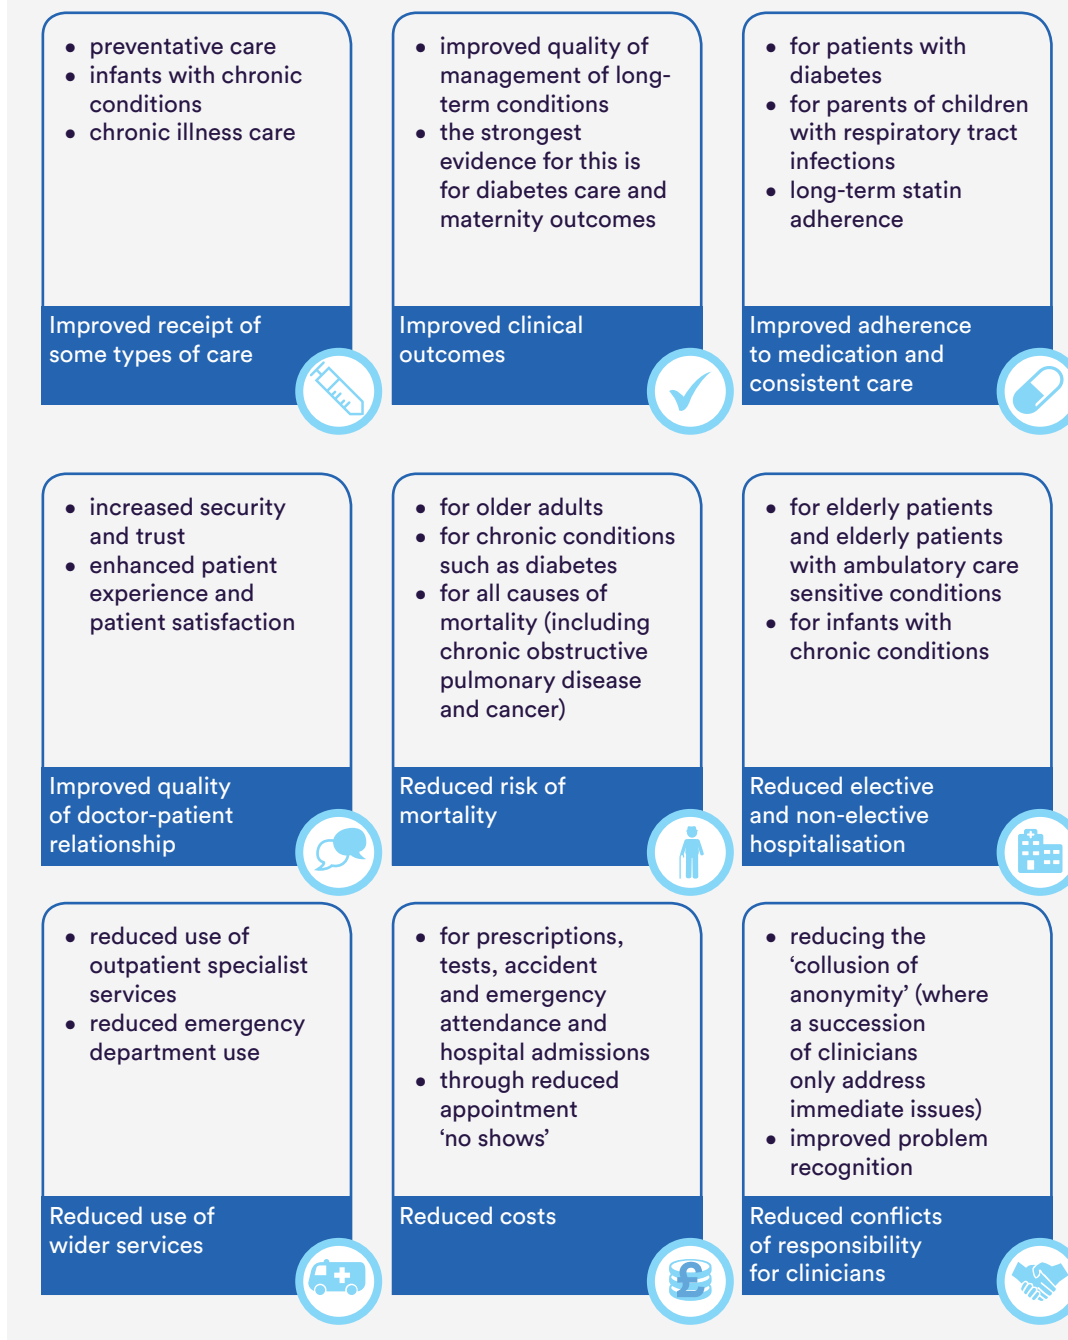 • preventative care
• infants with chronic
conditions
• chronic illness care
Improved receipt of
some types of care
• improved quality of
management of long-
term conditions
• the strongest
evidence for this is
for diabetes care and
maternity outcomes
Improved clinical
outcomes
• for patients with
diabetes
• for parents of children
with respiratory tract
infections
• long-term statin
adherence
Improved adherence
to medication and
consistent care
• increased security
and trust
• enhanced patient
experience and
patient satisfaction
Improved quality
of doctor-patient
relationship
• for older adults
• for chronic conditions
such as diabetes
• for all causes of
mortality (including
chronic obstructive
pulmonary disease
and cancer)
Reduced risk of
mortality
• for elderly patients
and elderly patients
with ambulatory care
sensitive conditions
• for infants with
chronic conditions
Reduced elective
and non-elective
hospitalisation
• reduced use of
outpatient specialist
services
• reduced emergency
department use
Reduced use of
wider services
• for prescriptions,
tests, accident
and emergency
attendance and
hospital admissions
• through reduced
appointment
‘no shows’
Reduced costs
£
• reducing the
‘collusion of
anonymity’ (where
a succession
of clinicians
only address
immediate issues)
• improved problem
recognition
Reduced conflicts
of responsibility
for clinicians